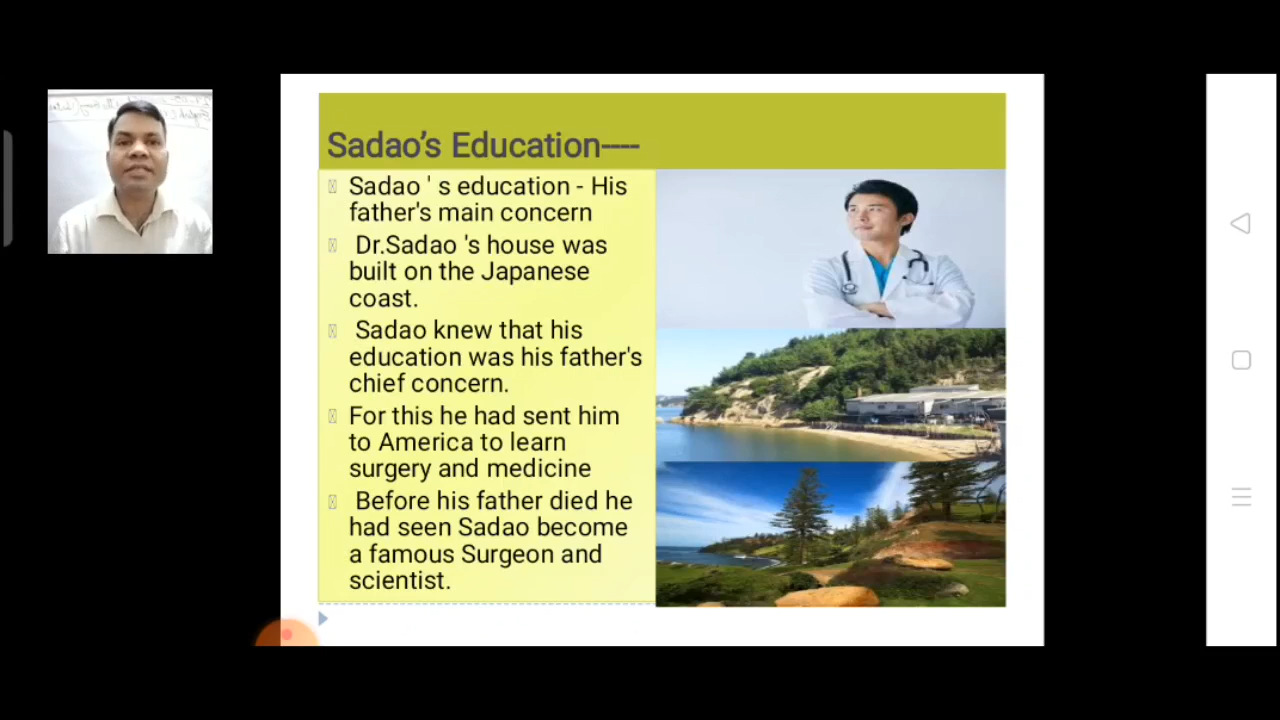 Sadao's Education----
Sadao ' s education - His
father's main concern
Dr.Sadao 's house was
built on the Japanese
coast.
Sadao knew that his
education was his father's
chief concern.
For this he had sent him
to America to learn
surgery and medicine
Before his father died he
had seen Sadao become
a famous Surgeon and
scientist.